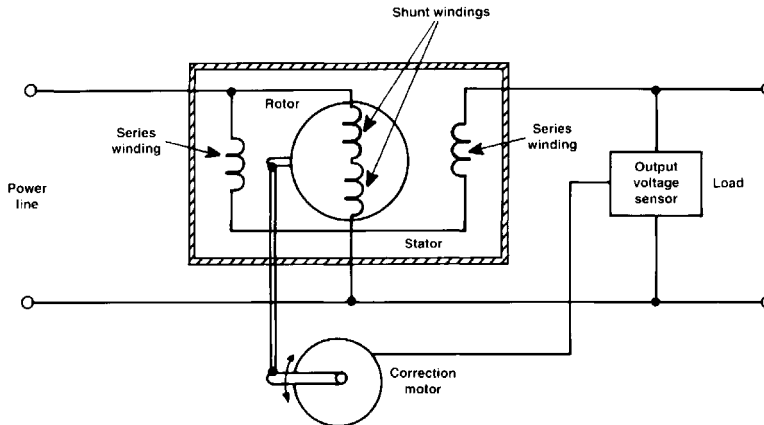 Shunt windings
Rotor
Series
winding
Series
winding
Power
line
Output
voltage
sensor
Load
Stator
Correction
motor